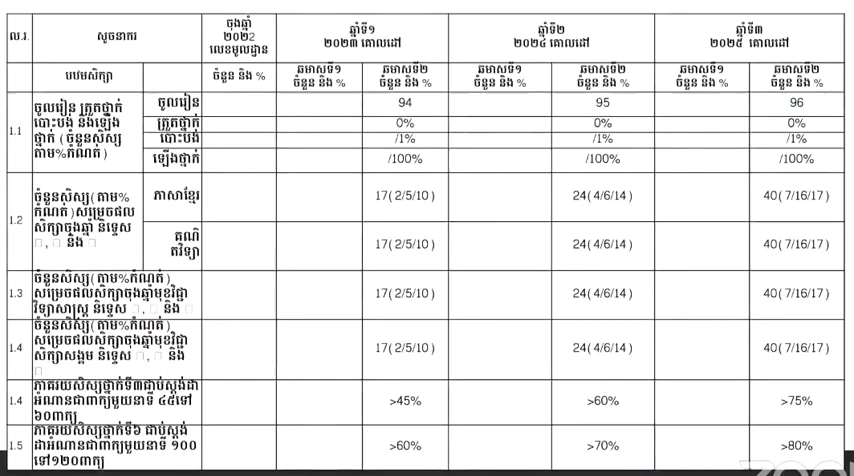 ល.រ. សូចនាករ ចុងឆ្នាំ ២០២2 លេខមូលដ្ឋាន ឆ្នាំទី១ ២០២៣ គោលដៅ ឆ្នាំទី២ ២០២៤ គោលដៅ ឆ្នាំទី៣ ២០២៥ គោលដៅ
បឋមសិក្សា ចំនួន និង % ឆមាសទី១ ចំនួន និង % ឆមាសទី២ ចំនួន និង % ឆមាសទី១ ចំនួន និង % ឆមាសទី២ ចំនួន និង % ឆមាសទី១ ចំនួន និង % ឆមាសទី២ ចំនួន និង %
1.1 ចូលរៀន ត្រួតថ្នាក់
បោះបង់ និងឡើង
ថ្នាក់ (ចំនួនសិស្ស
តាម%កំណត់)
ចូលរៀន 94 95 96
ត្រួតថ្នាក់ 0% 0% 0%
បោះបង់ /1% /1% /1%
ឡើងថ្នាក់ /100% /100% /100%
1.2 ចំនួនសិស្ស(តាម%
កំណត់)សម្រេចផល
សិក្សាចុងឆ្នាំ និទ្ទេស
, និង
ភាសាខ្មែរ 17(2/5/10) 24(4/6/14) 40(7/16/17)
គណិ
តវិទ្យា 17(2/5/10) 24(4/6/14) 40(7/16/17)
1.3 ចំនួនសិស្ស(តាម%កំណត់)
សម្រេចផលសិក្សាចុងឆ្នាំមុខវិជ្ជា
វិទ្យាសាស្ត្រ និទ្ទេស , និង
17(2/5/10) 24(4/6/14) 40(7/16/17)
1.4 ចំនួនសិស្ស(តាម%កំណត់)
សម្រេចផលសិក្សាចុងឆ្នាំមុខវិជ្ជា
សិក្សាសង្គម និទ្ទេស , និង
17(2/5/10) 24(4/6/14) 40(7/16/17)
1.4 ភាគរយសិស្សថ្នាក់ទី៣ជាប់ស្តង់ដា
អំណានជាពាក្យមួយនាទី ៤៥ទៅ
៦០ពាក្យ
>45% >60% >75%
1.5 ភាគរយសិស្សថ្នាក់ទី៦ ជាប់ស្តង់
ដាអំណានជាពាក្យមួយនាទី ១០០
ទៅ១២០ពាក្យ
>60% >70% >80%